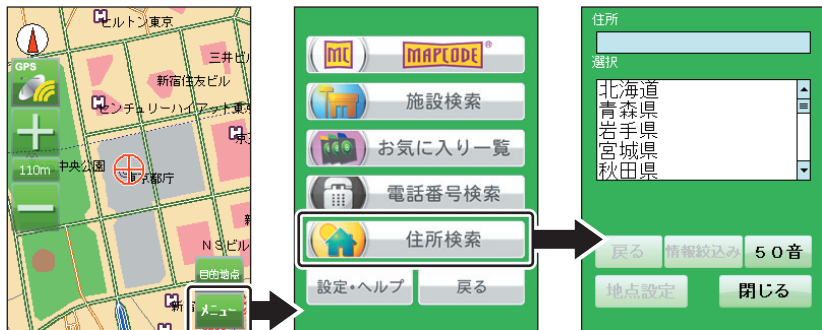 ヒルトン東京
GPS
三井ビル
新宿住友ビル
センチュリーハイアット東
110m
中央公園
都庁
NSビル
目的地点
メニュー
MC MAPCODE®
施設検索
お気に入り一覧
電話番号検索
住所検索
設定・ヘルプ
戻る
住所
選択
北海道
青森県
岩手県
宮城県
秋田県
戻る
情報絞込み
50音
地点設定
閉じる